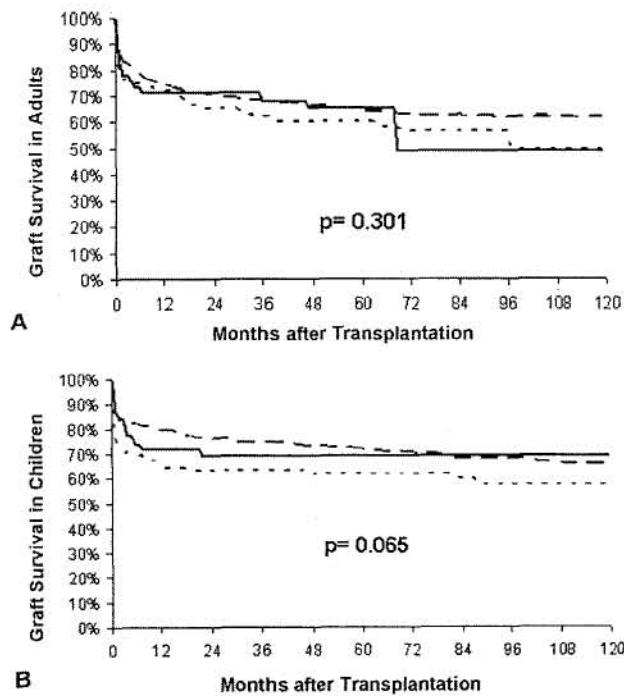 100%
90%
80%
70%
60%
50%
40%
30%
20%
10%
0%
Graft Survival in Adults
p= 0.301
0 12 24 36 48 60 72 84 96 108 120
A
Months after Transplantation
100%
90%
80%
70%
60%
50%
40%
30%
20%
10%
0%
Graft Survival in Children
p= 0.065
0 12 24 36 48 60 72 84 96 108 120
B
Months after Transplantation